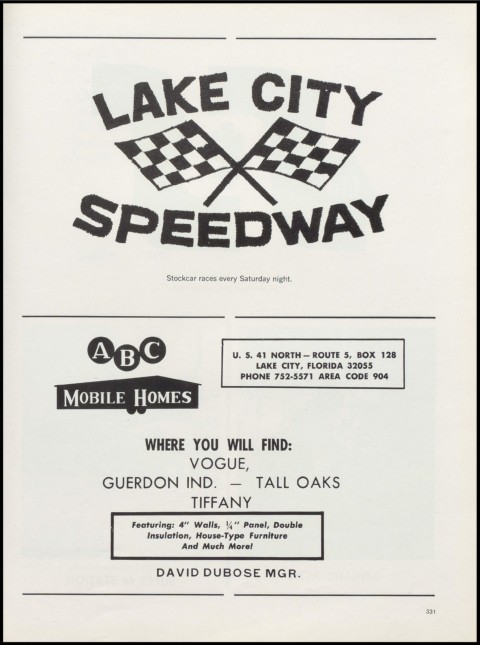 LAKE CITY
SPEEDWAY
Stockcar races every Saturday night.
ABC
MOBILE HOMES
U. S. 41 NORTH — ROUTE 5, BOX 128
LAKE CITY, FLORIDA 32055
PHONE 752-5571 AREA CODE 904
WHERE YOU WILL FIND:
VOGUE,
GUERDON IND. — TALL OAKS
TIFFANY
Featuring: 4" Walls, ¼" Panel, Double
Insulation, House-Type Furniture
And Much More!
DAVID DUBOSE MGR.
331